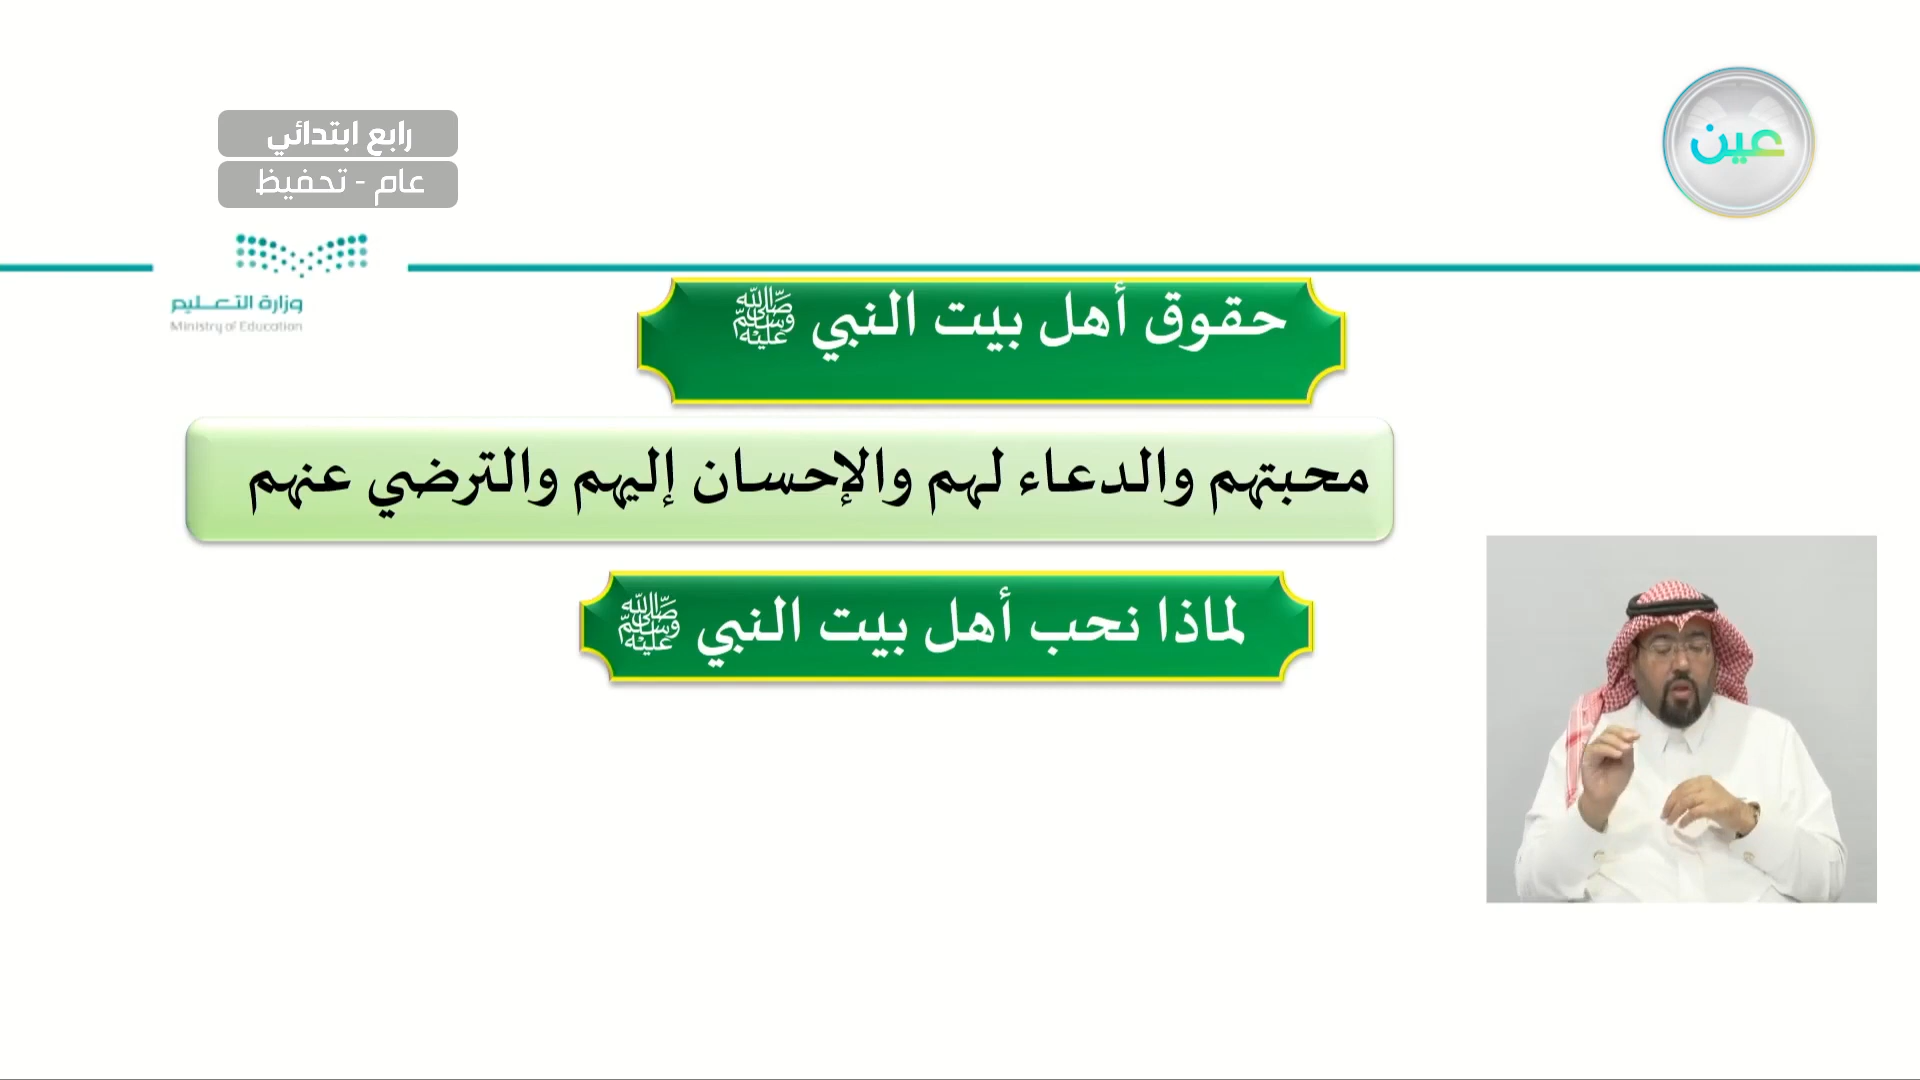 رابع ابتدائي
عام - تحفيظ
عين
وزارة التعـــليم
Ministry of Education
حقوق أهل بيت النبي ﷺ
محبتهم والدعاء لهم والإحسان إليهم والترضي عنهم
لماذا نحب أهل بيت النبي ﷺ